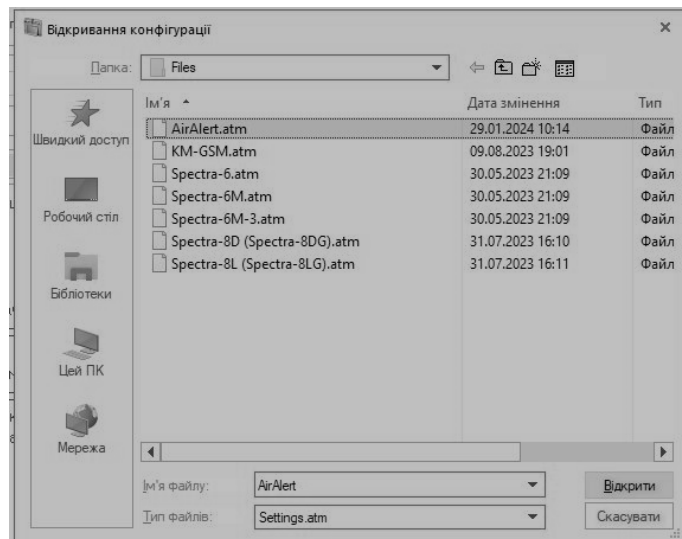 Відкривання конфігурації
Папка: Files
Ім'я Дата змінення Тип
AirAlert.atm 29.01.2024 10:14 Файл
KM-GSM.atm 09.08.2023 19:01 Файл
Spectra-6.atm 30.05.2023 21:09 Файл
Spectra-6M.atm 30.05.2023 21:09 Файл
Spectra-6M-3.atm 30.05.2023 21:09 Файл
Spectra-8D (Spectra-8DG).atm 31.07.2023 16:10 Файл
Spectra-8L (Spectra-8LG).atm 31.07.2023 16:11 Файл
Швидкий доступ
Робочий стіл
Бібліотеки
Цей ПК
Мережа
Ім'я файлу: AirAlert Відкрити
Тип файлів: Settings.atm Скасувати